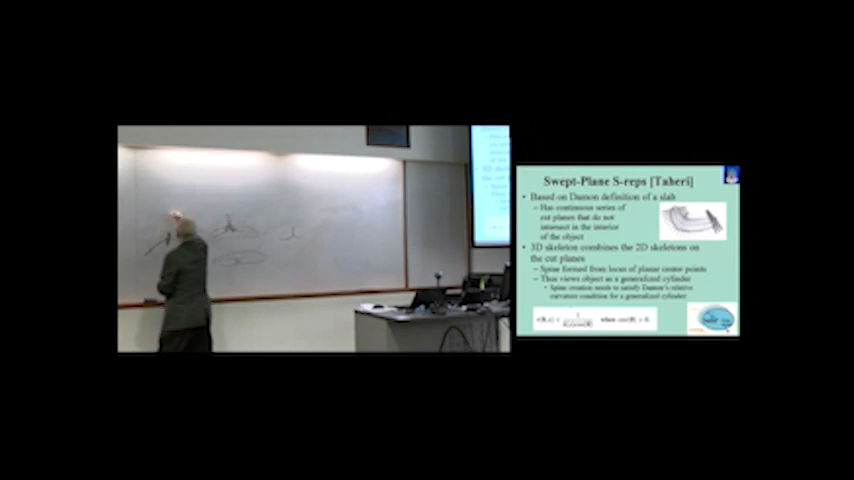 Swept-Plane S-reps [Taheri]
• Based on Damon definition of a slab
– Has continuous series of
cut planes that do not
intersect in the interior
of the object
• 3D skeleton combines the 2D skeletons on
the cut planes
– Spine formed from locus of planar center points
– Thus views object as a generalized cylinder
• Spine creation needs to satisfy Damon's relative
curvature condition for a generalized cylinder
when